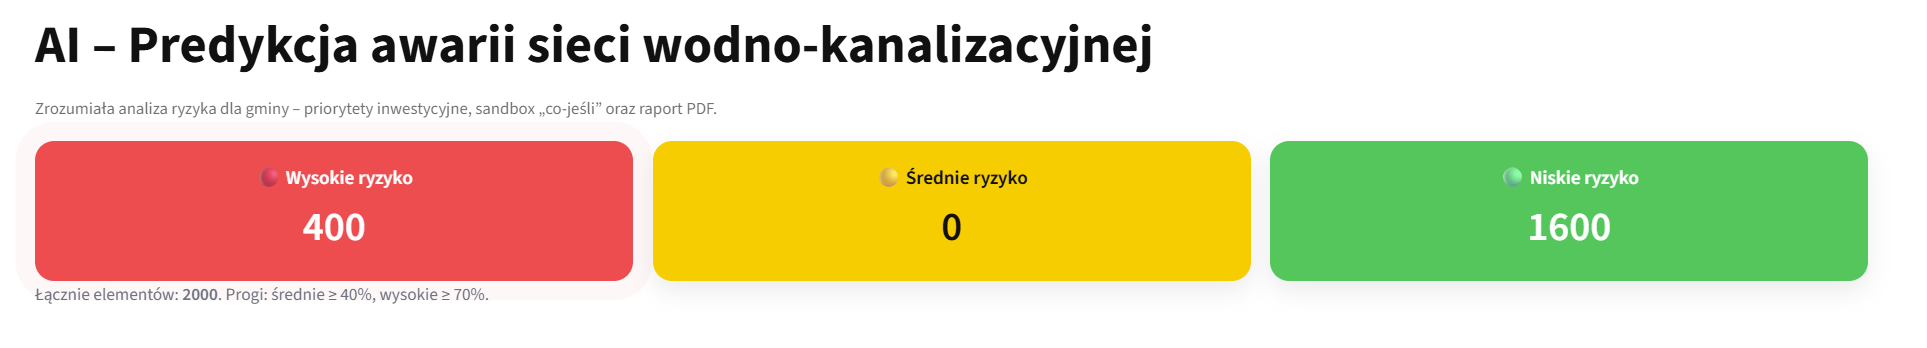 AI – Predykcja awarii sieci wodno-kanalizacyjnej
Zrozumiała analiza ryzyka dla gminy – priorytety inwestycyjne, sandbox „co-jeśli” oraz raport PDF.
Wysokie ryzyko
400
Średnie ryzyko
0
Niskie ryzyko
1600
Łącznie elementów: 2000. Progi: średnie ≥ 40%, wysokie ≥ 70%.